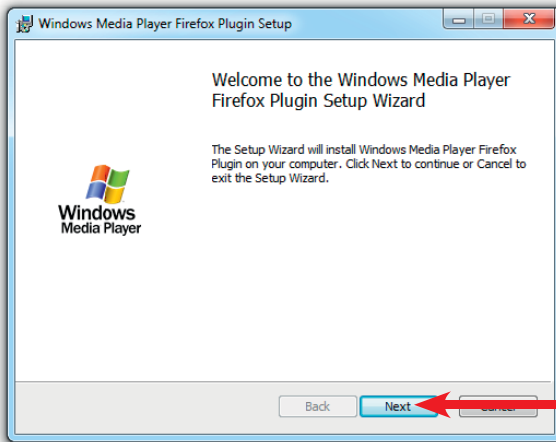 Windows Media Player Firefox Plugin Setup
Welcome to the Windows Media Player
Firefox Plugin Setup Wizard
The Setup Wizard will install Windows Media Player Firefox
Plugin on your computer. Click Next to continue or Cancel to
exit the Setup Wizard.
Windows
Media Player
Back Next Cancel